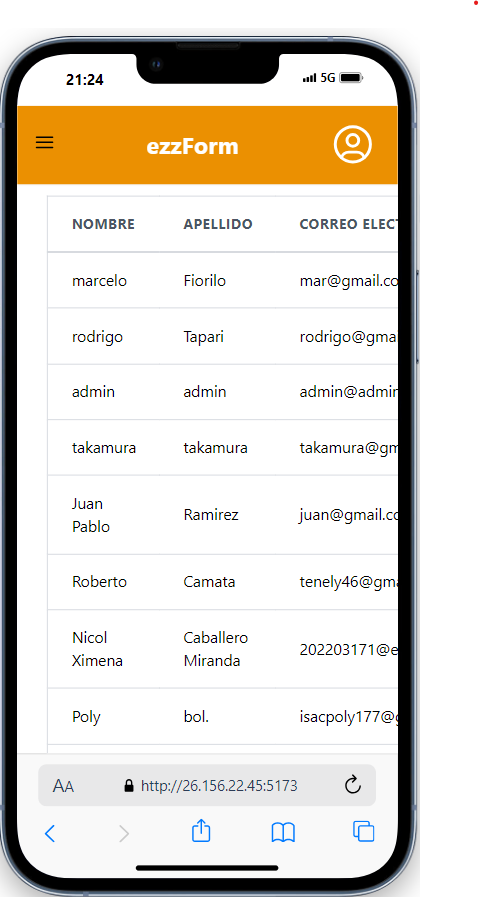 21:24 5G
ezzForm
NOMBRE APELLIDO CORREO ELECT
marcelo Fiorilo mar@gmail.co
rodrigo Tapari rodrigo@gma
admin admin admin@admin
takamura takamura takamura@gm
Juan Pablo Ramirez juan@gmail.co
Roberto Camata tenely46@gma
Nicol Ximena Caballero Miranda 202203171@e
Poly bol. isacpoly177@g
AA http://26.156.22.45:5173